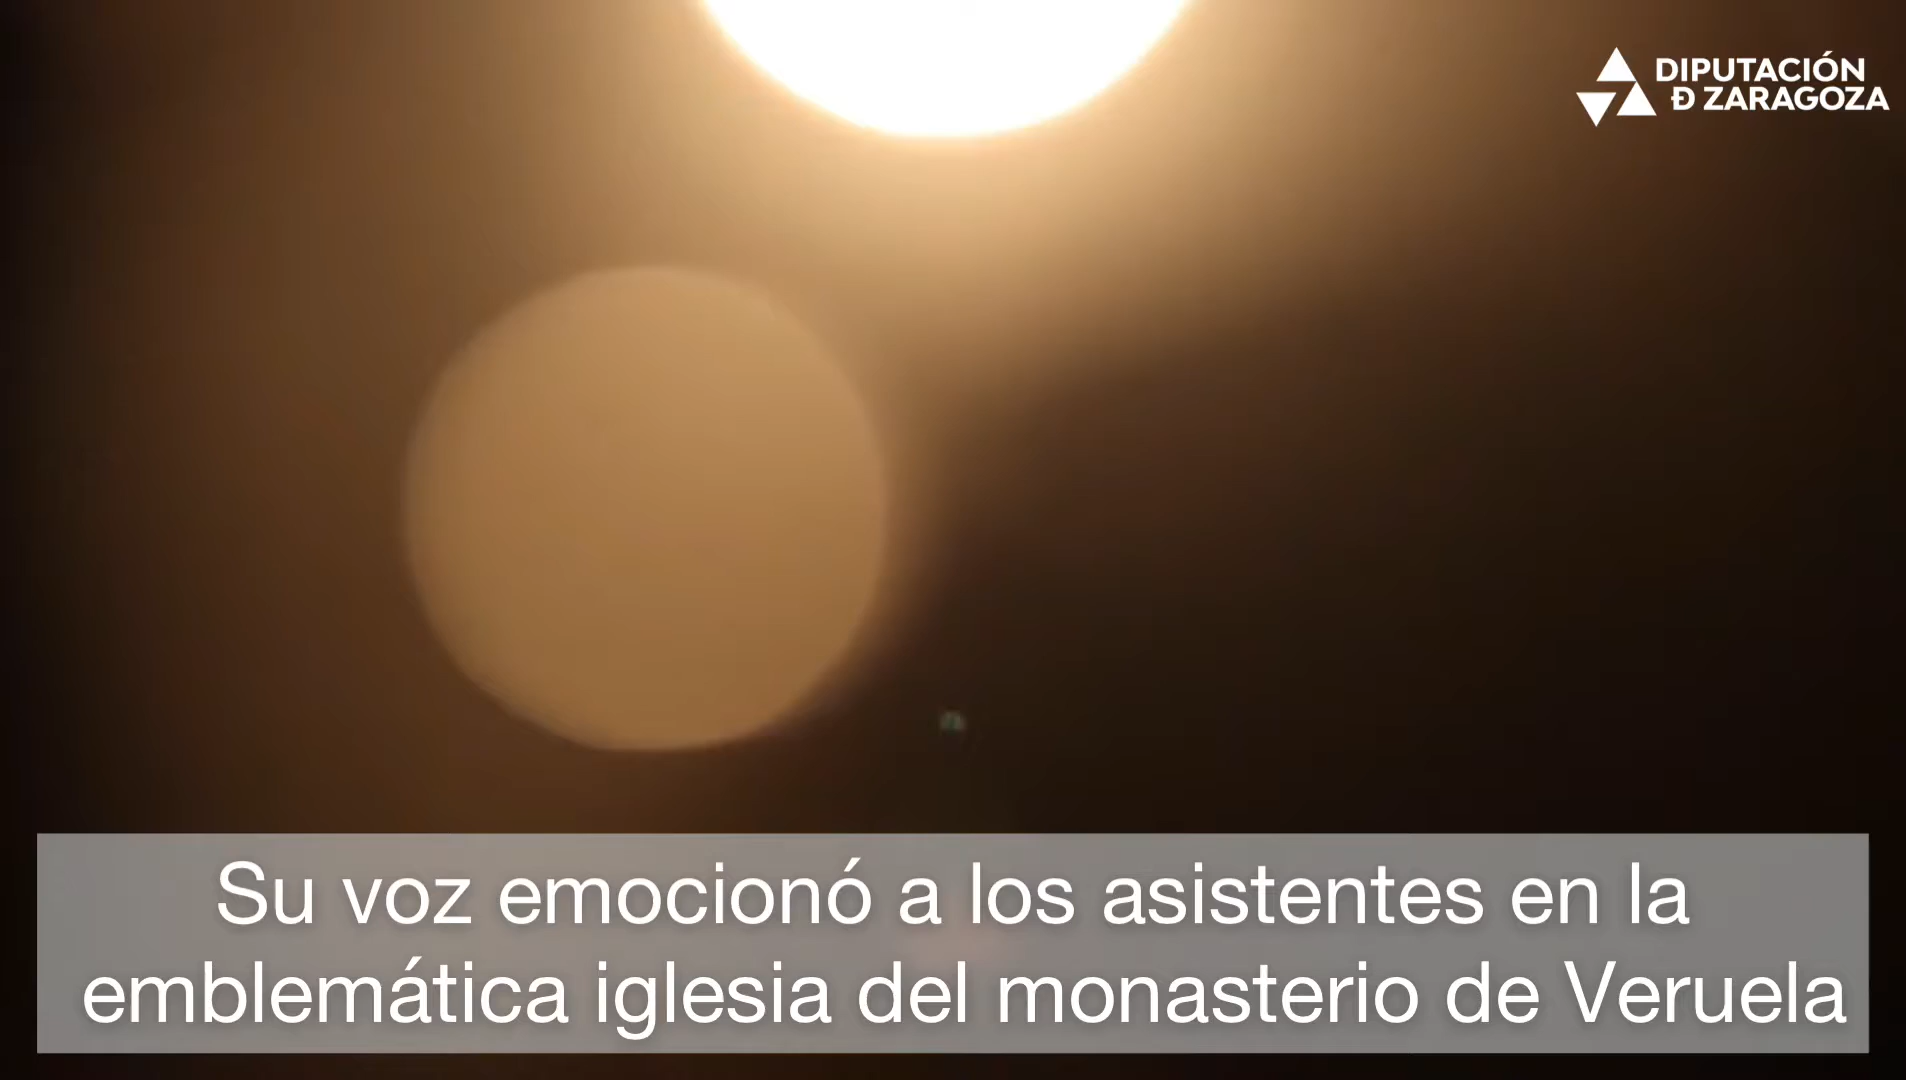 DIPUTACIÓN
Đ ZARAGOZA
Su voz emocionó a los asistentes en la
emblemática iglesia del monasterio de Veruela